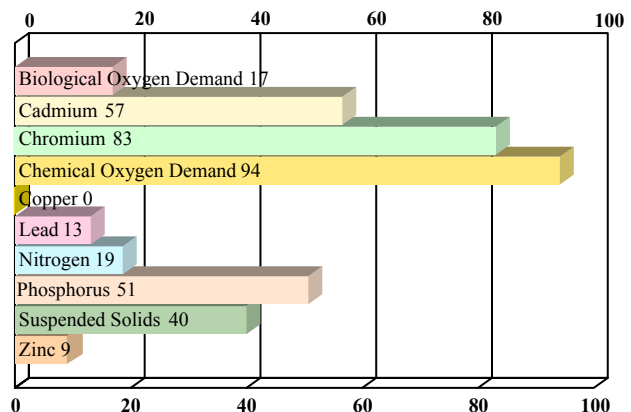 0 20 40 60 80 100
Biological Oxygen Demand 17
Cadmium 57
Chromium 83
Chemical Oxygen Demand 94
Copper 0
Lead 13
Nitrogen 19
Phosphorus 51
Suspended Solids 40
Zinc 9
0 20 40 60 80 100